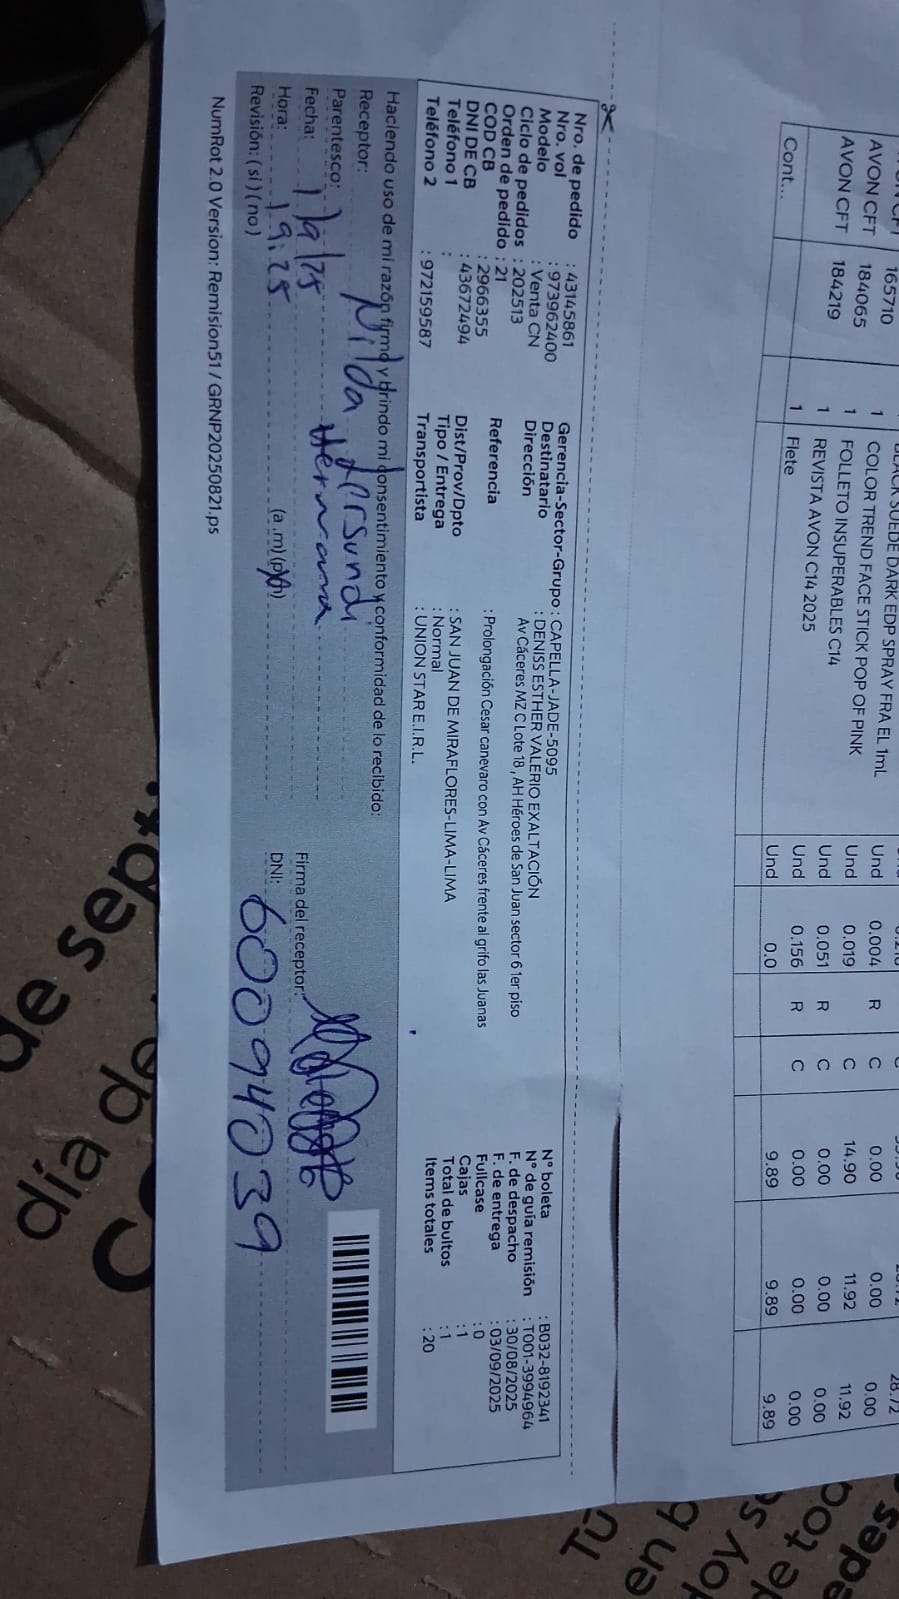 165710
28.72
AVON CFT 184065 1 COLOR TREND FACE STICK POP OF PINK Und 0.004 R C 0.00 0.00 0.00
AVON CFT 184219 1 FOLLETO INSUPERABLES C14 Und 0.019 C 14.90 11.92 11.92
1 REVISTA AVON C14 2025 Und 0.051 R C 0.00 0.00 0.00
Cont... 1 Flete Und 0.156 R C 0.00 0.00 0.00
Und 0.0 9.89 9.89 9.89
Nro. de pedido : 43145861
Nro. vol : 973962400
Modelo : Venta CN
Ciclo de pedidos : 202513
Orden de pedido : 21
COD CB : 2966355
DNI DE CB : 43672494
Teléfono 1 :
Teléfono 2 : 972159587
Gerencia-Sector-Grupo : CAPELLA-JADE-5095
Destinatario : DENISS ESTHER VALERIO EXALTACIÓN
Dirección Av Cáceres MZ C Lote 18 , AH Héroes de San Juan sector 6 1er piso
Referencia : Prolongación Cesar canevaro con Av Cáceres frente al grifo las Juanas
Dist/Prov/Dpto : SAN JUAN DE MIRAFLORES-LIMA-LIMA
Tipo / Entrega : Normal
Transportista : UNION STAR E.I.R.L.
N° boleta : B032-8192341
N° de guía remisión : T001-3994964
F. de despacho : 30/08/2025
F. de entrega : 03/09/2025
Fullcase : 0
Cajas : 1
Total de bultos : 1
Items totales : 20
Haciendo uso de mi razón firmo y brindo mi consentimiento y conformidad de lo recibido:
Receptor: Nilda Hersundi
Parentesco: Hermana
Fecha: 1/9/25
Hora: 19:25 (a .m) (p.m)
Revisión: ( si ) ( no )
Firma del receptor:
DNI: 60094039
NumRot 2.0 Version: Remision51 / GRNP20250821.ps
de sept.
día de
Tú
en b